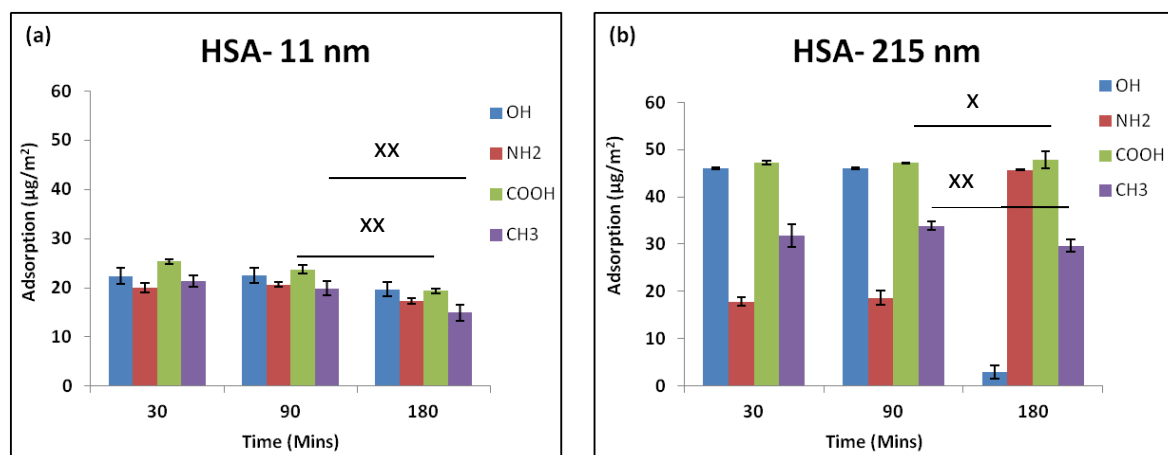 (a)
HSA- 11 nm
Adsorption (µg/m²)
60
50
40
30
20
10
0
XX
XX
OH
NH2
COOH
CH3
30 90 180
Time (Mins)
(b)
HSA- 215 nm
Adsorption (µg/m²)
60
50
40
30
20
10
0
X
XX
OH
NH2
COOH
CH3
30 90 180
Time (Mins)